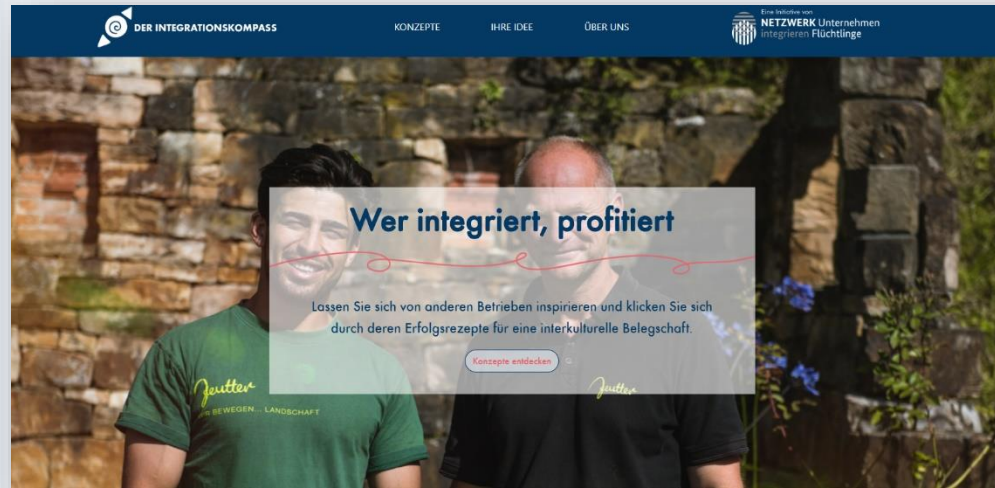 DER INTEGRATIONSKOMPASS
KONZEPTE
IHRE IDEE
ÜBER UNS
Eine Initiative von
NETZWERK Unternehmen
integrieren Flüchtlinge
Wer integriert, profitiert
Lassen Sie sich von anderen Betrieben inspirieren und klicken Sie sich
durch deren Erfolgsrezepte für eine interkulturelle Belegschaft.
Konzepte entdecken
BEWEGEN... LANDSCHAFT